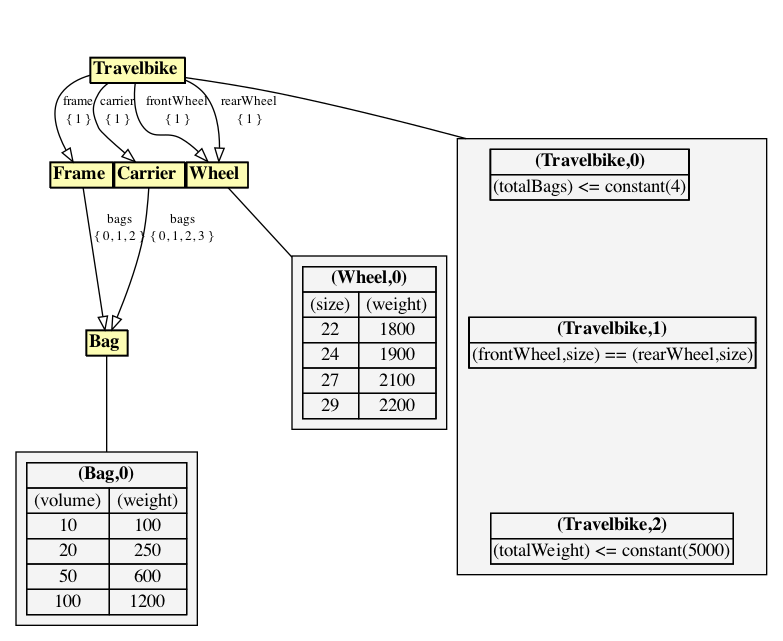 Travelbike
frame carrier frontWheel rearWheel
{ 1 } { 1 } { 1 } { 1 }
Frame Carrier Wheel
bags bags
{ 0, 1, 2 } { 0, 1, 2, 3 }
Bag
(Bag,0)
(volume) (weight)
10 100
20 250
50 600
100 1200
(Wheel,0)
(size) (weight)
22 1800
24 1900
27 2100
29 2200
(Travelbike,0)
(totalBags) <= constant(4)
(Travelbike,1)
(frontWheel,size) == (rearWheel,size)
(Travelbike,2)
(totalWeight) <= constant(5000)